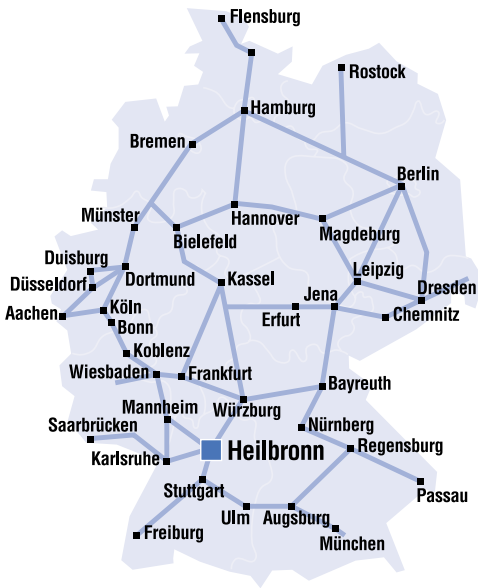 Flensburg
Rostock
Hamburg
Bremen
Berlin
Münster
Hannover
Magdeburg
Bielefeld
Duisburg
Düsseldorf
Dortmund
Kassel
Leipzig
Dresden
Jena
Aachen
Köln
Bonn
Erfurt
Chemnitz
Koblenz
Wiesbaden
Frankfurt
Bayreuth
Mannheim
Würzburg
Saarbrücken
Nürnberg
Heilbronn
Regensburg
Karlsruhe
Stuttgart
Passau
Ulm
Augsburg
Freiburg
München